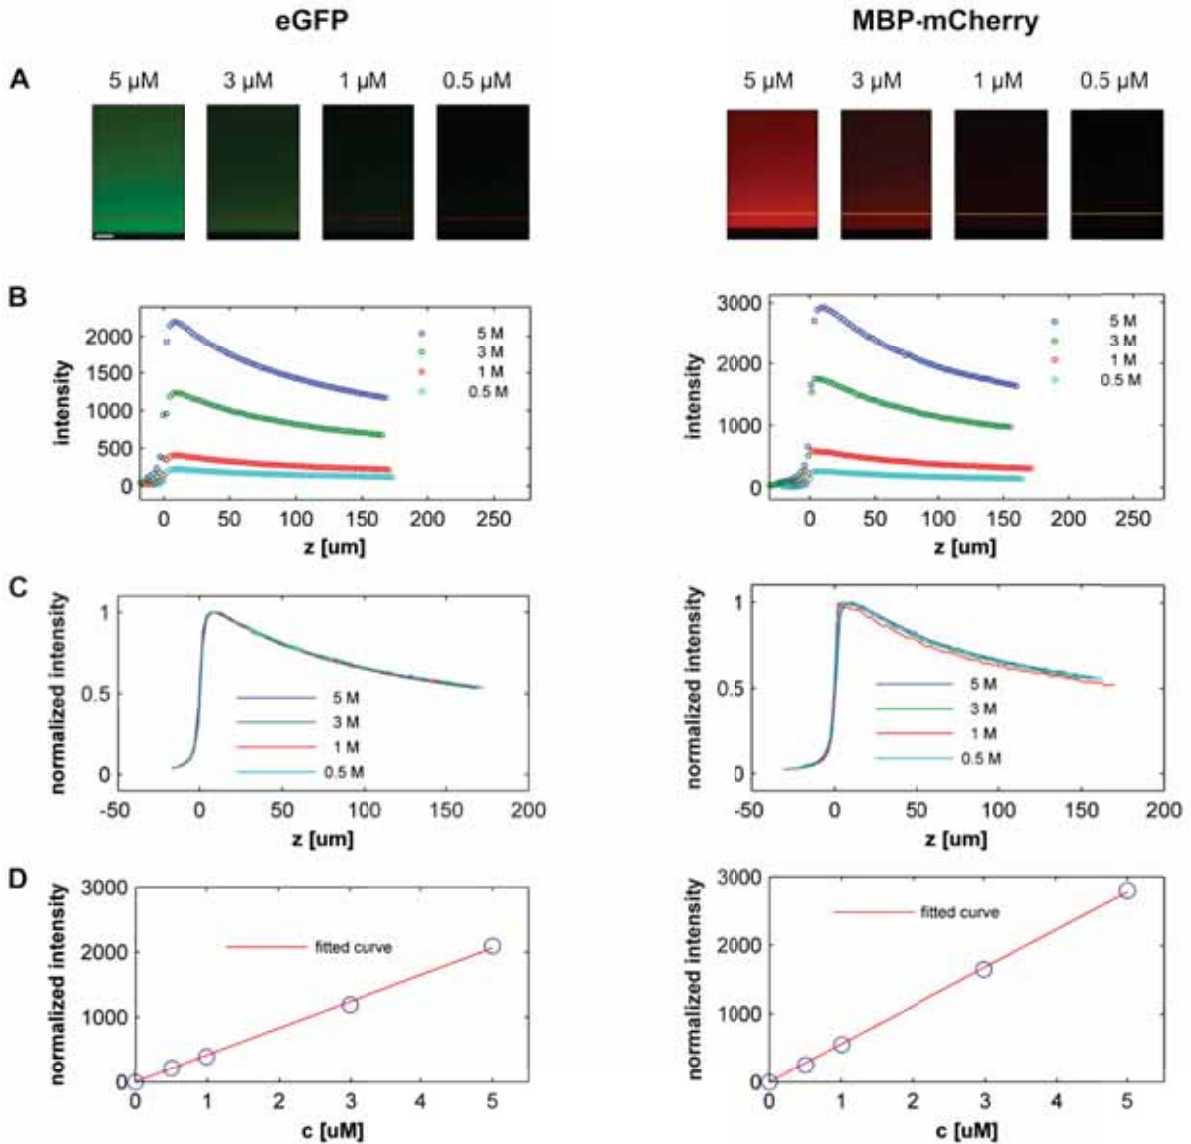 eGFP MBP-mCherry
A 5 µM 3 µM 1 µM 0.5 µM 5 µM 3 µM 1 µM 0.5 µM
B
intensity
2000
1500
1000
500
0
5 M
3 M
1 M
0.5 M
0 50 100 150 200 250
z [um]
intensity
3000
2000
1000
0
5 M
3 M
1 M
0.5 M
0 50 100 150 200 250
z [um]
C
normalized intensity
1
0.5
0
5 M
3 M
1 M
0.5 M
-50 0 50 100 150 200
z [um]
normalized intensity
1
0.5
0
5 M
3 M
1 M
0.5 M
-50 0 50 100 150 200
z [um]
D
normalized intensity
3000
2000
1000
0
fitted curve
0 1 2 3 4 5
c [uM]
normalized intensity
3000
2000
1000
0
fitted curve
0 1 2 3 4 5
c [uM]